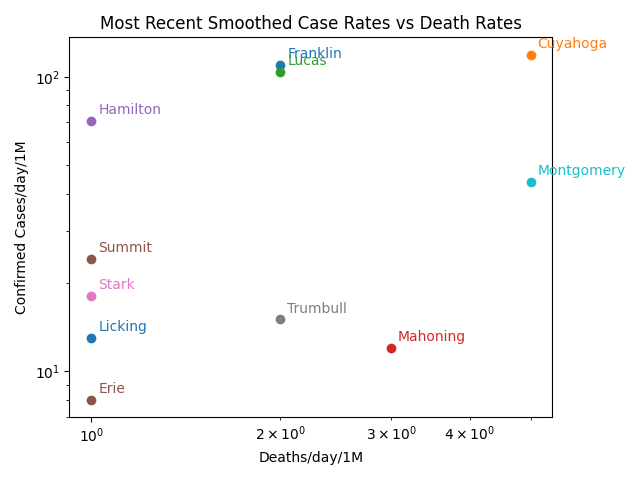 Most Recent Smoothed Case Rates vs Death Rates
Cuyahoga
Franklin
Lucas
10²
Hamilton
Montgomery
Summit
Stark
Trumbull
Licking
Mahoning
10¹
Erie
Confirmed Cases/day/1M
10⁰
2 × 10⁰
3 × 10⁰
4 × 10⁰
Deaths/day/1M